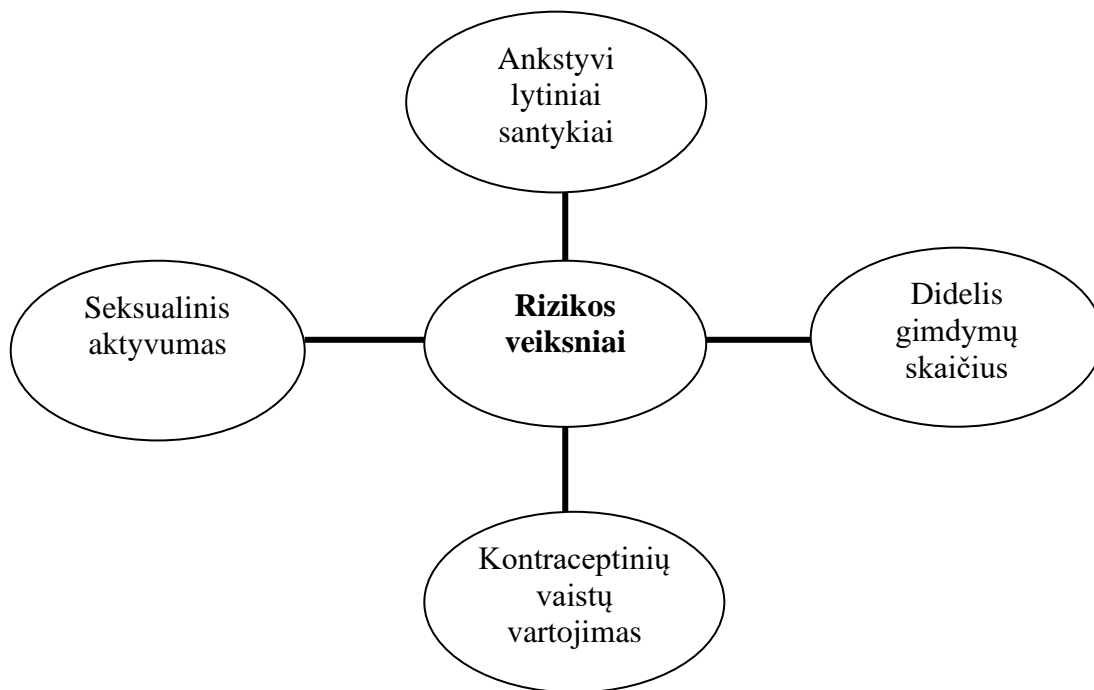 Ankstyvi
lytiniai
santykiai
Seksualinis
aktyvumas
Rizikos
veiksniai
Didelis
gimdymų
skaičius
Kontraceptinių
vaistų
vartojimas